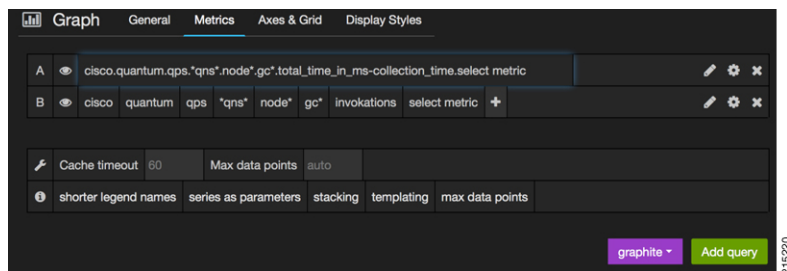 Graph General Metrics Axes & Grid Display Styles
A cisco.quantum.qps.*qns*.node*.gc*.total_time_in_ms-collection_time.select metric
B cisco quantum qps *qns* node* gc* invokations select metric +
Cache timeout 60 Max data points auto
shorter legend names series as parameters stacking templating max data points
graphite Add query